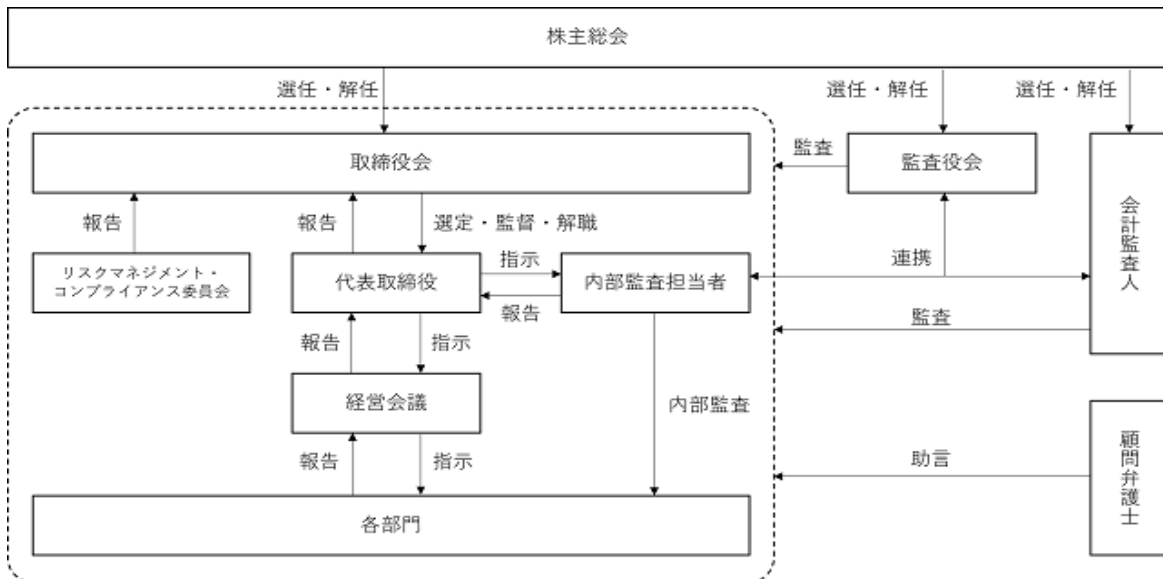 株主総会
選任・解任
選任・解任
選任・解任
取締役会
監査
監査役会
会計監査人
報告
報告
選定・監督・解職
リスクマネジメント・
コンプライアンス委員会
代表取締役
指示
報告
内部監査担当者
連携
監査
報告
指示
経営会議
内部監査
報告
指示
助言
顧問弁護士
各部門